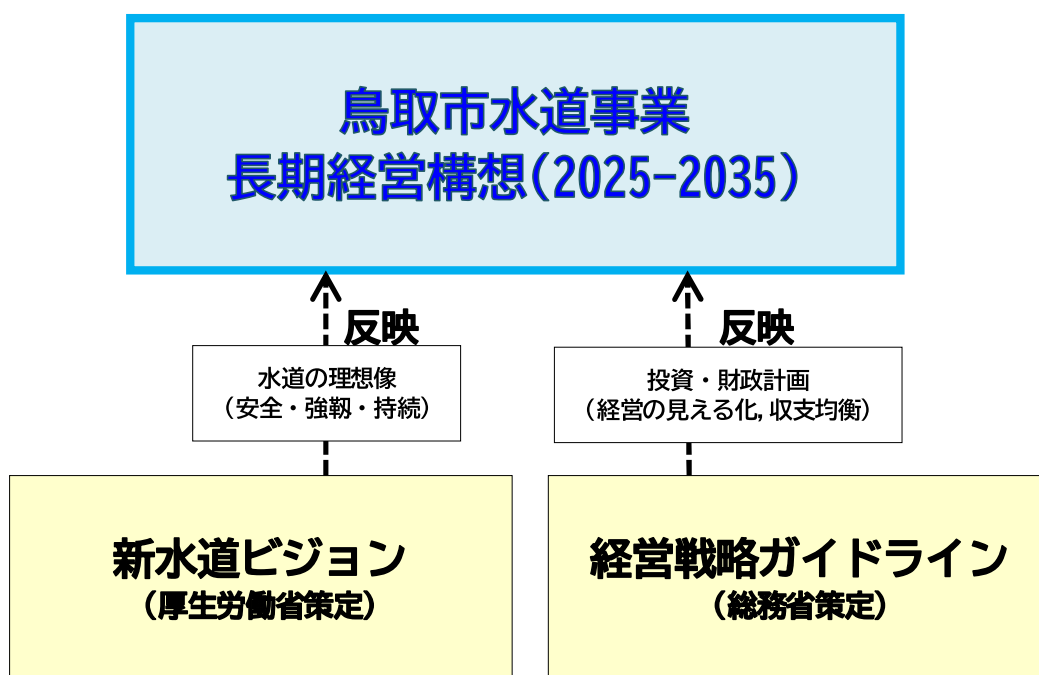 鳥取市水道事業
長期経営構想(2025-2035)
反映
反映
水道の理想像
（安全・強靱・持続）
投資・財政計画
（経営の見える化，収支均衡）
新水道ビジョン
（厚生労働省策定）
経営戦略ガイドライン
（総務省策定）